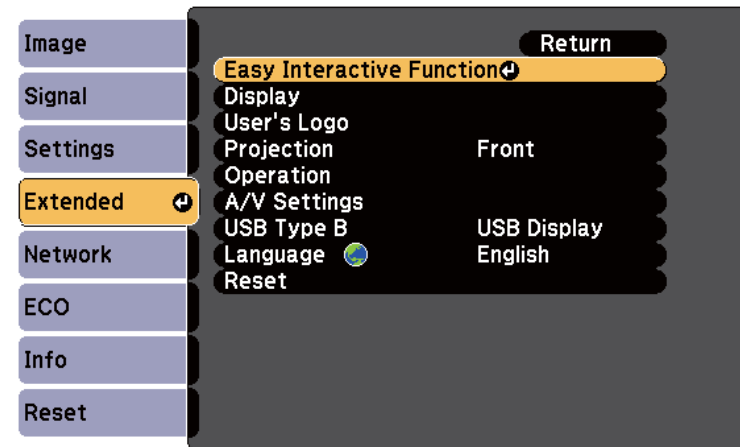 Image
Signal
Settings
Extended
Network
ECO
Info
Reset
Return
Easy Interactive Function
Display
User's Logo
Projection Front
Operation
A/V Settings
USB Type B USB Display
Language English
Reset